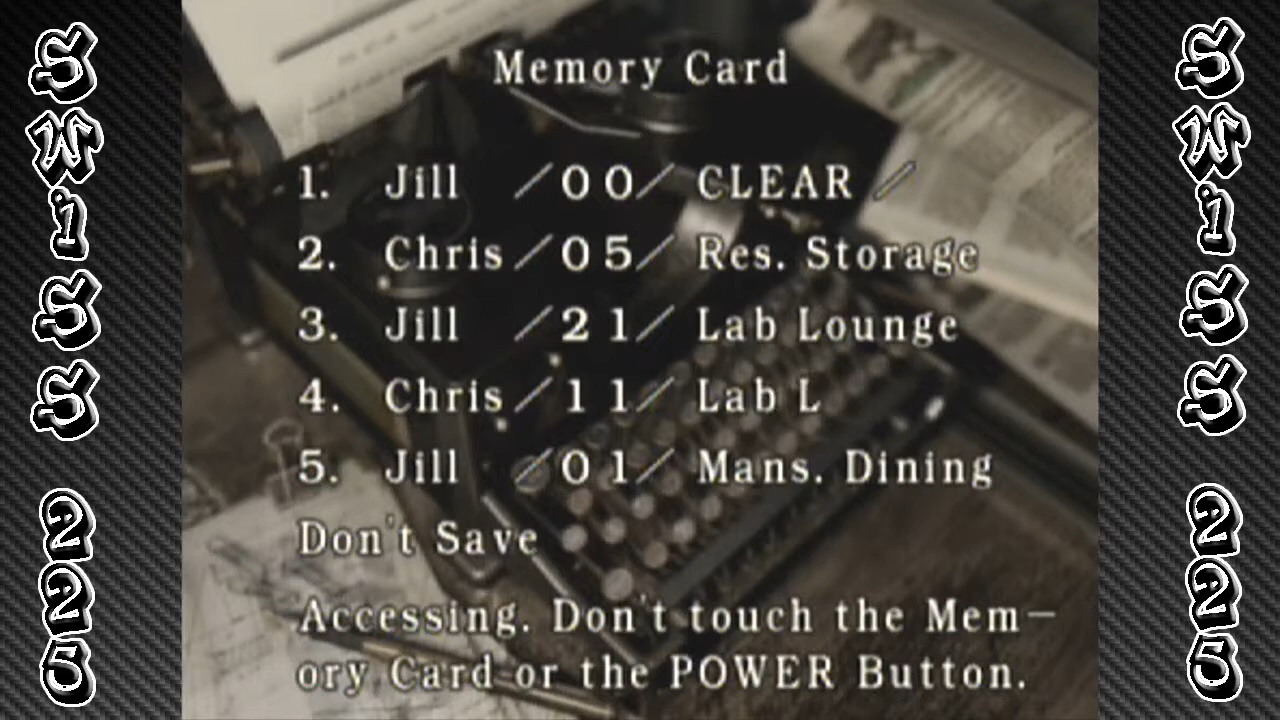 SWiSS 221
Memory Card
1. Jill ／00／ CLEAR ／
2. Chris／05／ Res. Storage
3. Jill ／21／ Lab Lounge
4. Chris／11／ Lab L
5. Jill ／01／ Mans. Dining
Don't Save
Accessing. Don't touch the Mem—
ory Card or the POWER Button.
SWiSS 221